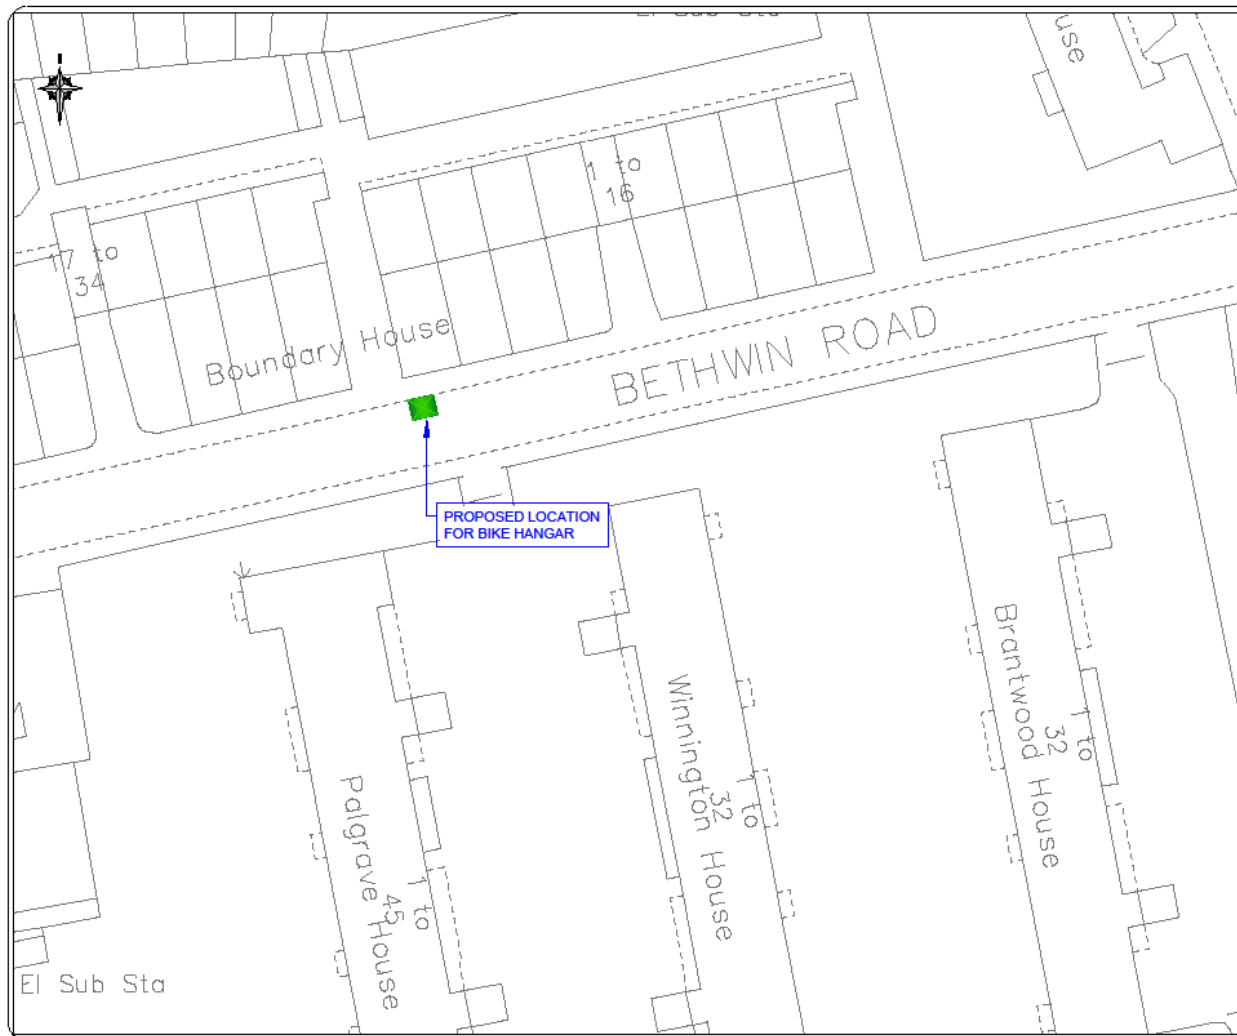 use
1 to
16
17 to
34
Boundary House
BETHWIN ROAD
PROPOSED LOCATION
FOR BIKE HANGAR
Brantwood House
1 to
32
Winnington House
1 to
32
Palgrave House
1 to
45
El Sub Sta